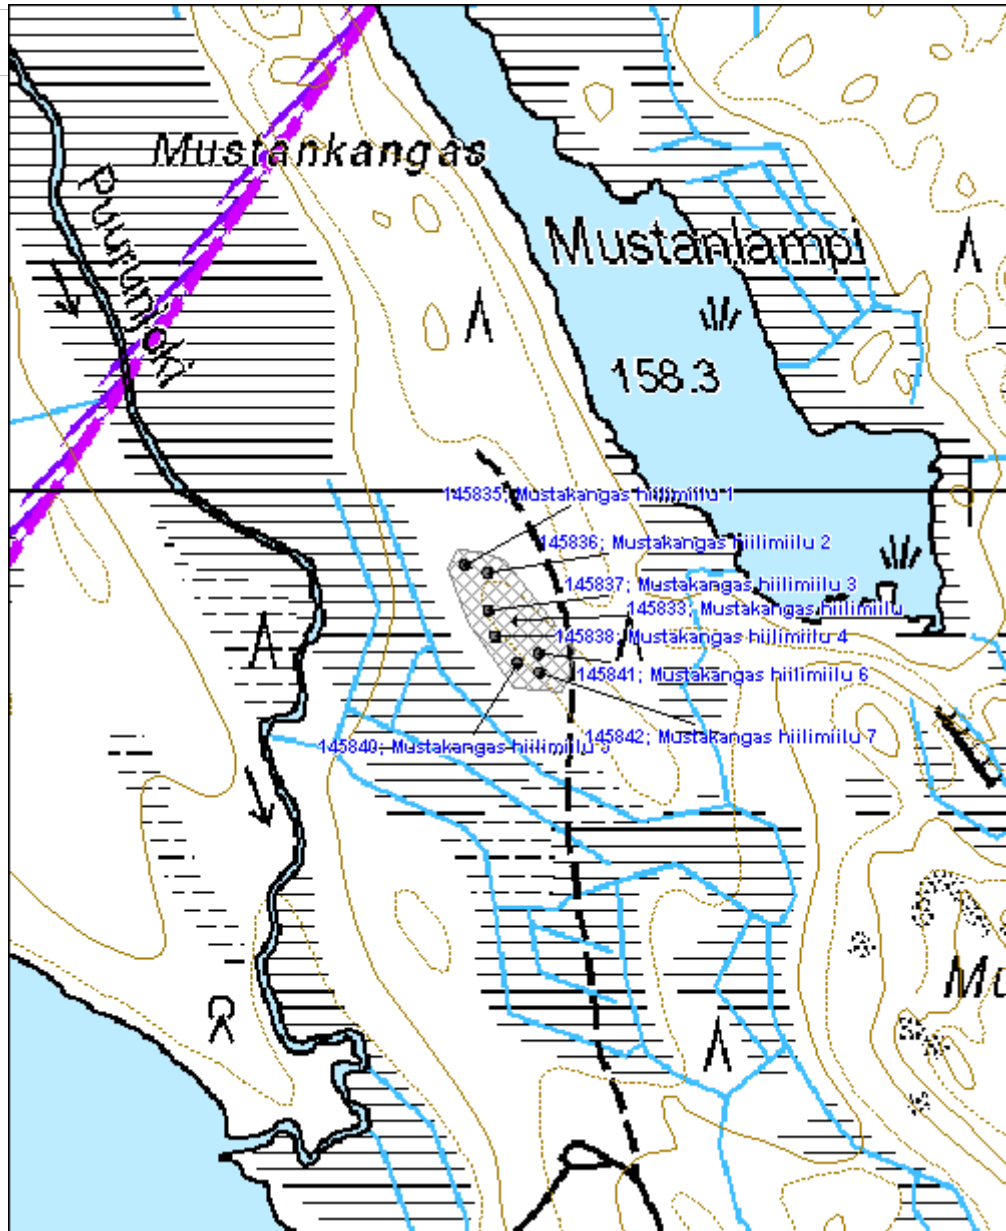 Mustankangas
Puurunjoki
Mustanlampi
158.3
145835; Mustakangas hiilimiilu 1
145836; Mustakangas hiilimiilu 2
145837; Mustakangas hiilimiilu 3
145833; Mustakangas hiilimiilu
145838; Mustakangas hiilimiilu 4
145841; Mustakangas hiilimiilu 6
145842; Mustakangas hiilimiilu 7
145840; Mustakangas hiilimiilu 5
Mu